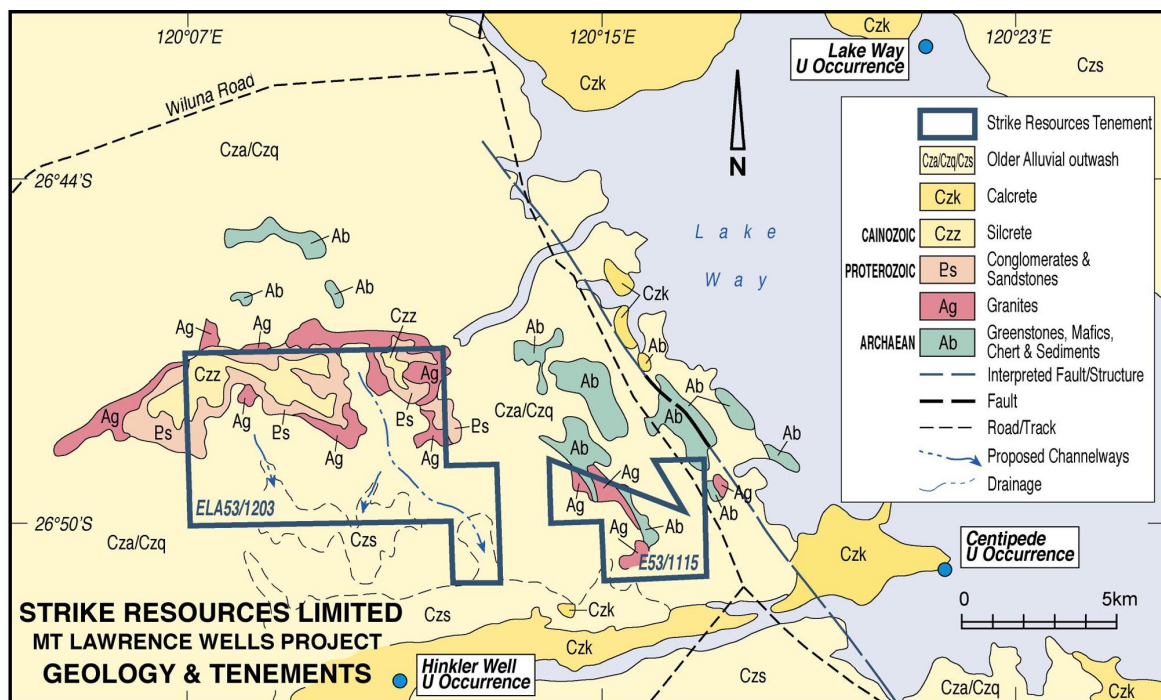 120°07'E
120°15'E
120°23'E
Czk
Czk
Lake Way
U Occurrence
Czs
Wiluna Road
Cza/Czq
26°44'S
N
Lake
Way
Strike Resources Tenement
Cza/Czq/Czs
Older Alluvial outwash
Czk
Calcrete
CAINOZOIC
Czz
Silcrete
PROTEROZOIC
Ps
Conglomerates &
Sandstones
Ag
Granites
ARCHAEAN
Ab
Greenstones, Mafics,
Chert & Sediments
Interpreted Fault/Structure
Fault
Road/Track
Proposed Channelways
Drainage
Ab
Ab
Ab
Czk
Ag
Ag
Czz
Ab
Ab
Czz
Ag
Ab
Cza/Czq
Ab
Ag
Ps
Ag
Ps
Ps
Ps
Ab
Ab
Ag
Ag
Ag
Ag
Ag
Ab
ELA53/1203
26°50'S
Cza/Czq
Czs
Ag
Ab
E53/1115
Czk
Centipede
U Occurrence
0
5km
STRIKE RESOURCES LIMITED
MT LAWRENCE WELLS PROJECT
GEOLOGY & TENEMENTS
Czs
Czk
Czk
Hinkler Well
U Occurrence
Czs
Cza/Czq
Czk